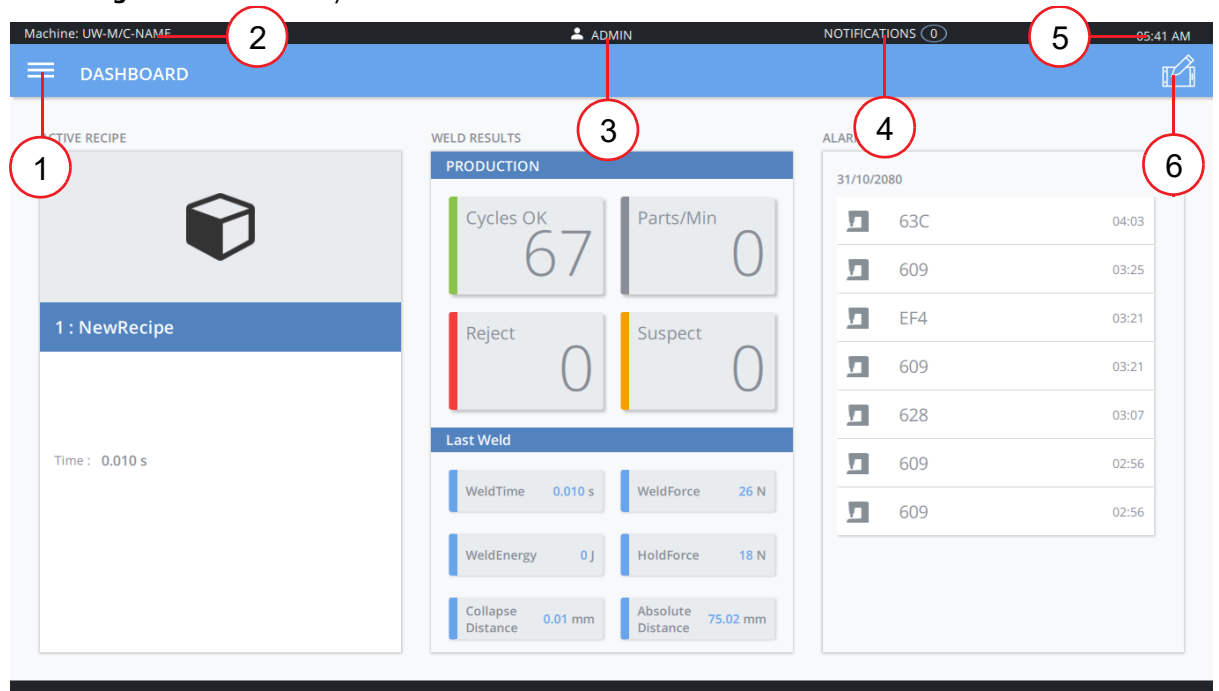 Machine: UW-M/C-NAME
2
ADMIN
NOTIFICATIONS 0
5
05:41 AM
DASHBOARD
1
3
4
6
ACTIVE RECIPE
1 : NewRecipe
Time : 0.010 s
WELD RESULTS
PRODUCTION
Cycles OK
67
Parts/Min
0
Reject
0
Suspect
0
Last Weld
WeldTime 0.010 s
WeldForce 26 N
WeldEnergy 0 J
HoldForce 18 N
Collapse
Distance 0.01 mm
Absolute
Distance 75.02 mm
31/10/2080
63C 04:03
609 03:25
EF4 03:21
609 03:21
628 03:07
609 02:56
609 02:56